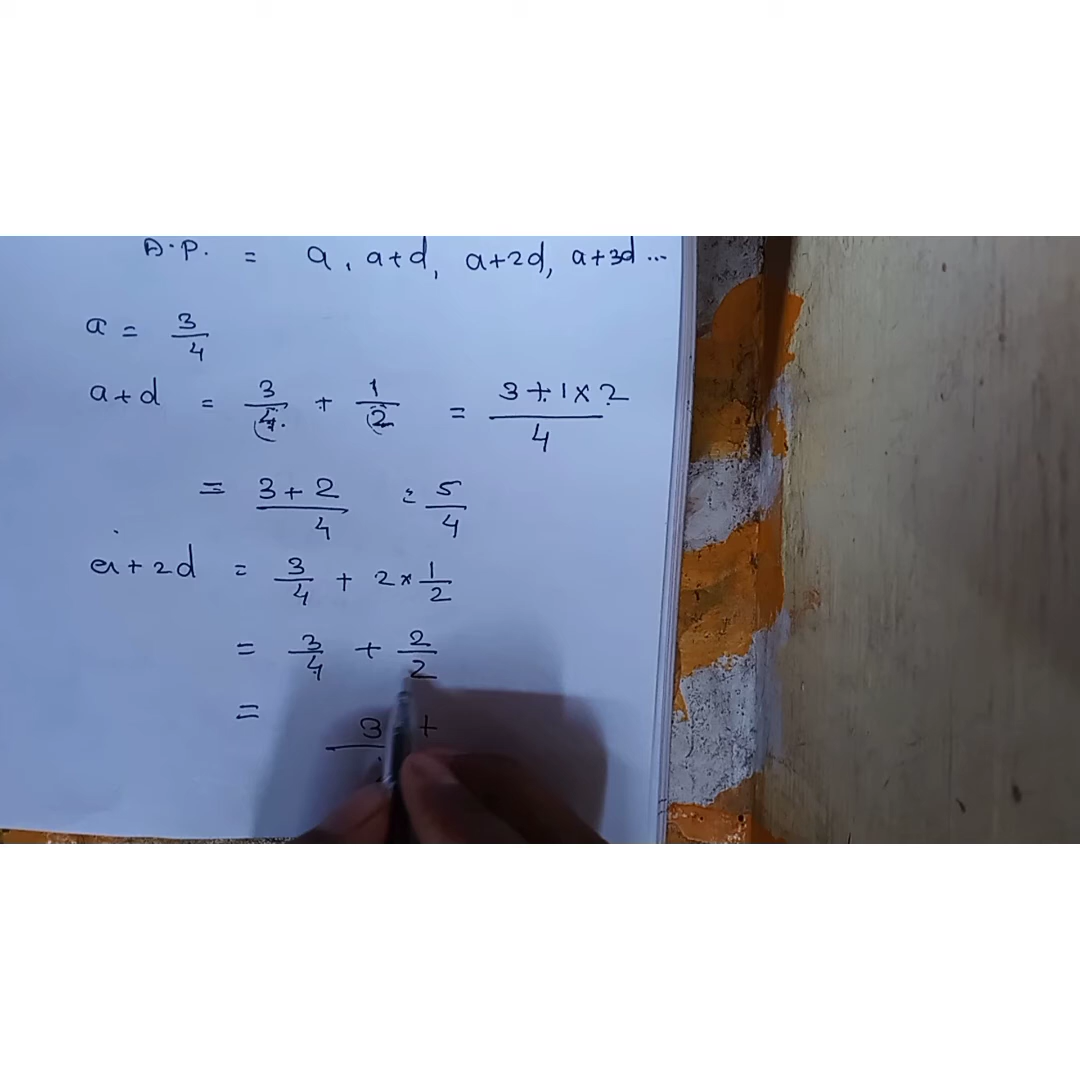 A.P. = a, a+d, a+2d, a+3d ...
a = 3/4
a+d = 3/4 + 1/2 = (3+1×2)/4
= (3+2)/4 = 5/4
a+2d = 3/4 + 2×1/2
= 3/4 + 2/2
= 3 +